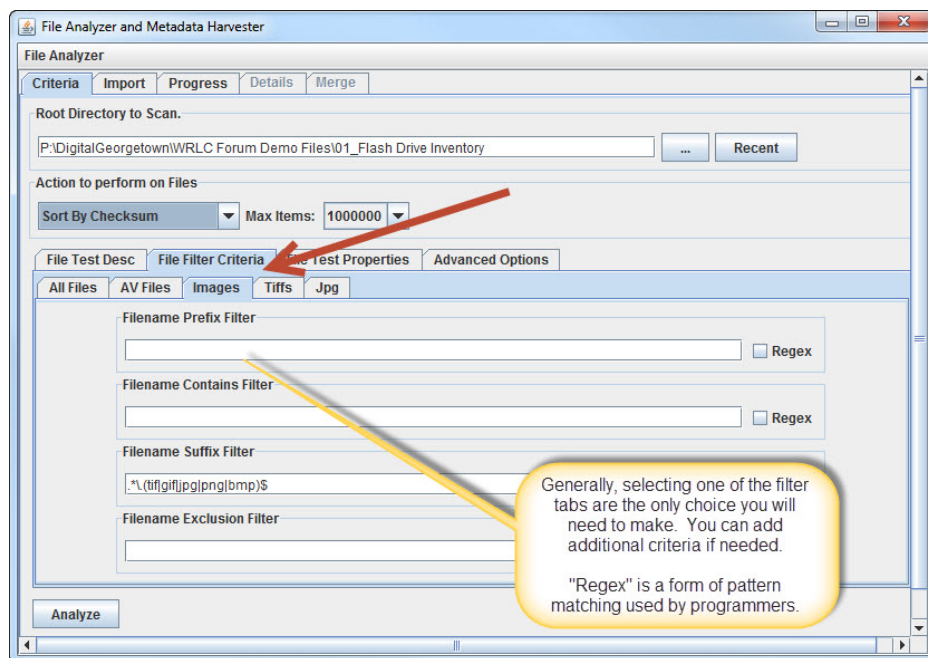 File Analyzer and Metadata Harvester
File Analyzer
Criteria Import Progress Details Merge
Root Directory to Scan.
P:\DigitalGeorgetown\WRLC Forum Demo Files\01_Flash Drive Inventory ... Recent
Action to perform on Files
Sort By Checksum Max Items: 1000000
File Test Desc File Filter Criteria File Test Properties Advanced Options
All Files AV Files Images Tiffs Jpg
Filename Prefix Filter
Regex
Filename Contains Filter
Regex
Filename Suffix Filter
.*\.(tif|gif|jpg|png|bmp)$
Filename Exclusion Filter
Generally, selecting one of the filter
tabs are the only choice you will
need to make. You can add
additional criteria if needed.
"Regex" is a form of pattern
matching used by programmers.
Analyze